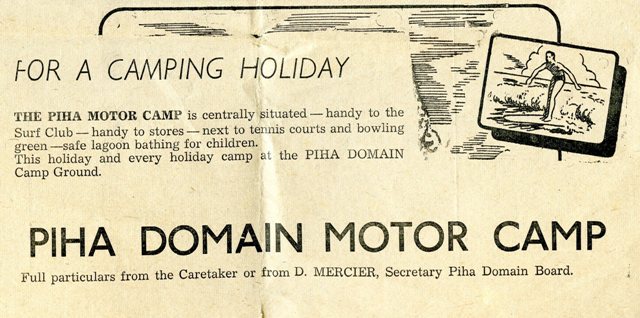 FOR A CAMPING HOLIDAY
THE PIHA MOTOR CAMP is centrally situated — handy to the
Surf Club — handy to stores — next to tennis courts and bowling
green —safe lagoon bathing for children.
This holiday and every holiday camp at the PIHA DOMAIN
Camp Ground.
PIHA DOMAIN MOTOR CAMP
Full particulars from the Caretaker or from D. MERCIER, Secretary Piha Domain Board.